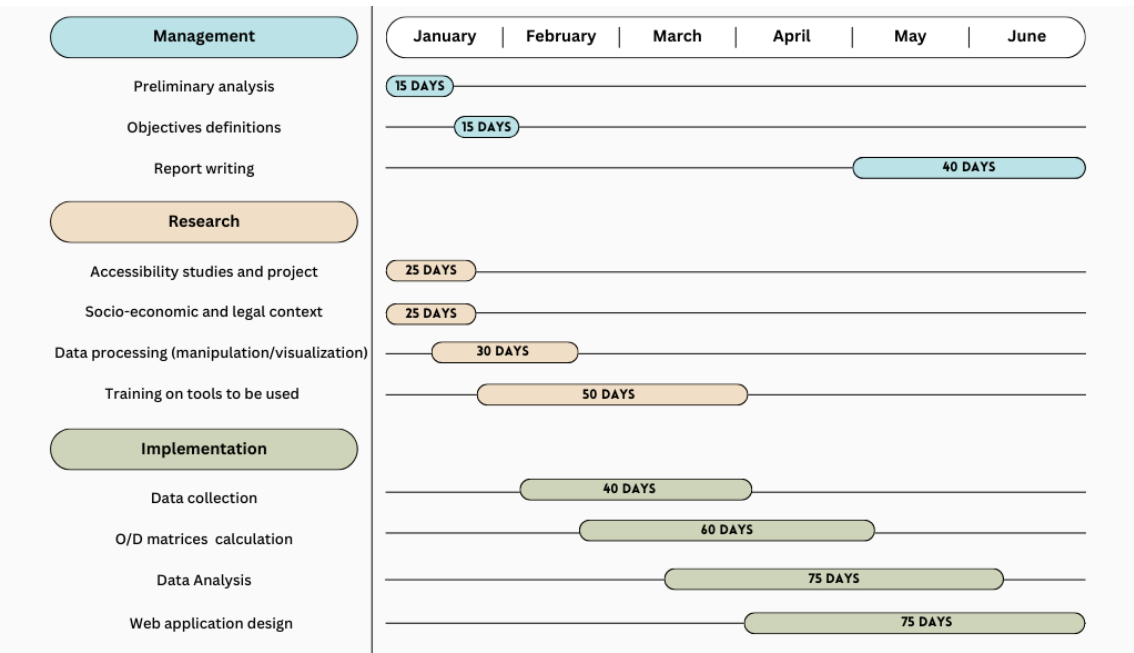 Management
January | February | March | April | May | June
Preliminary analysis
15 DAYS
Objectives definitions
15 DAYS
Report writing
40 DAYS
Research
Accessibility studies and project
25 DAYS
Socio-economic and legal context
25 DAYS
Data processing (manipulation/visualization)
30 DAYS
Training on tools to be used
50 DAYS
Implementation
Data collection
40 DAYS
O/D matrices calculation
60 DAYS
Data Analysis
75 DAYS
Web application design
75 DAYS